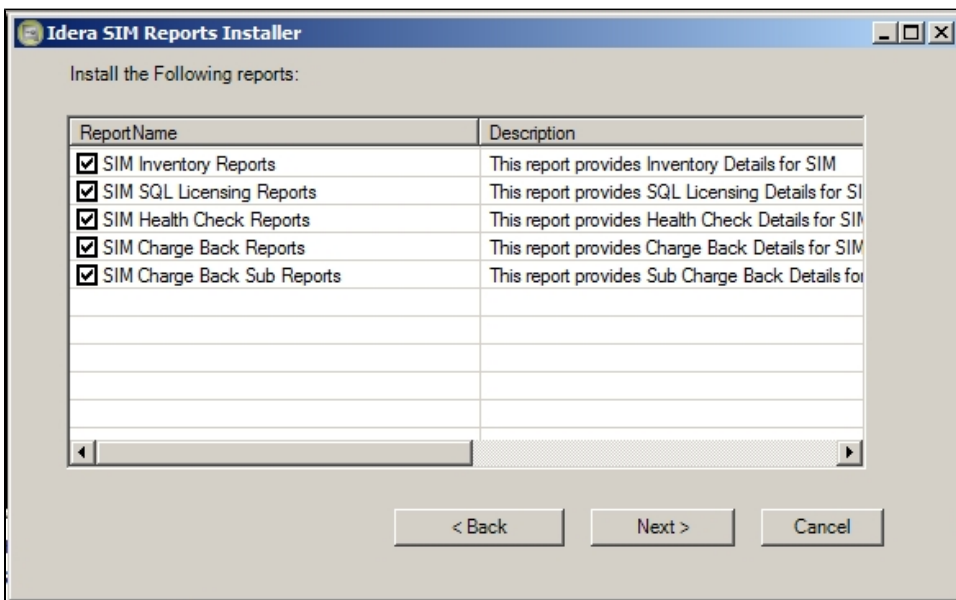 Idera SIM Reports Installer
Install the Following reports:
ReportName Description
SIM Inventory Reports This report provides Inventory Details for SIM
SIM SQL Licensing Reports This report provides SQL Licensing Details for SI
SIM Health Check Reports This report provides Health Check Details for SIM
SIM Charge Back Reports This report provides Charge Back Details for SIM
SIM Charge Back Sub Reports This report provides Sub Charge Back Details for
< Back Next > Cancel